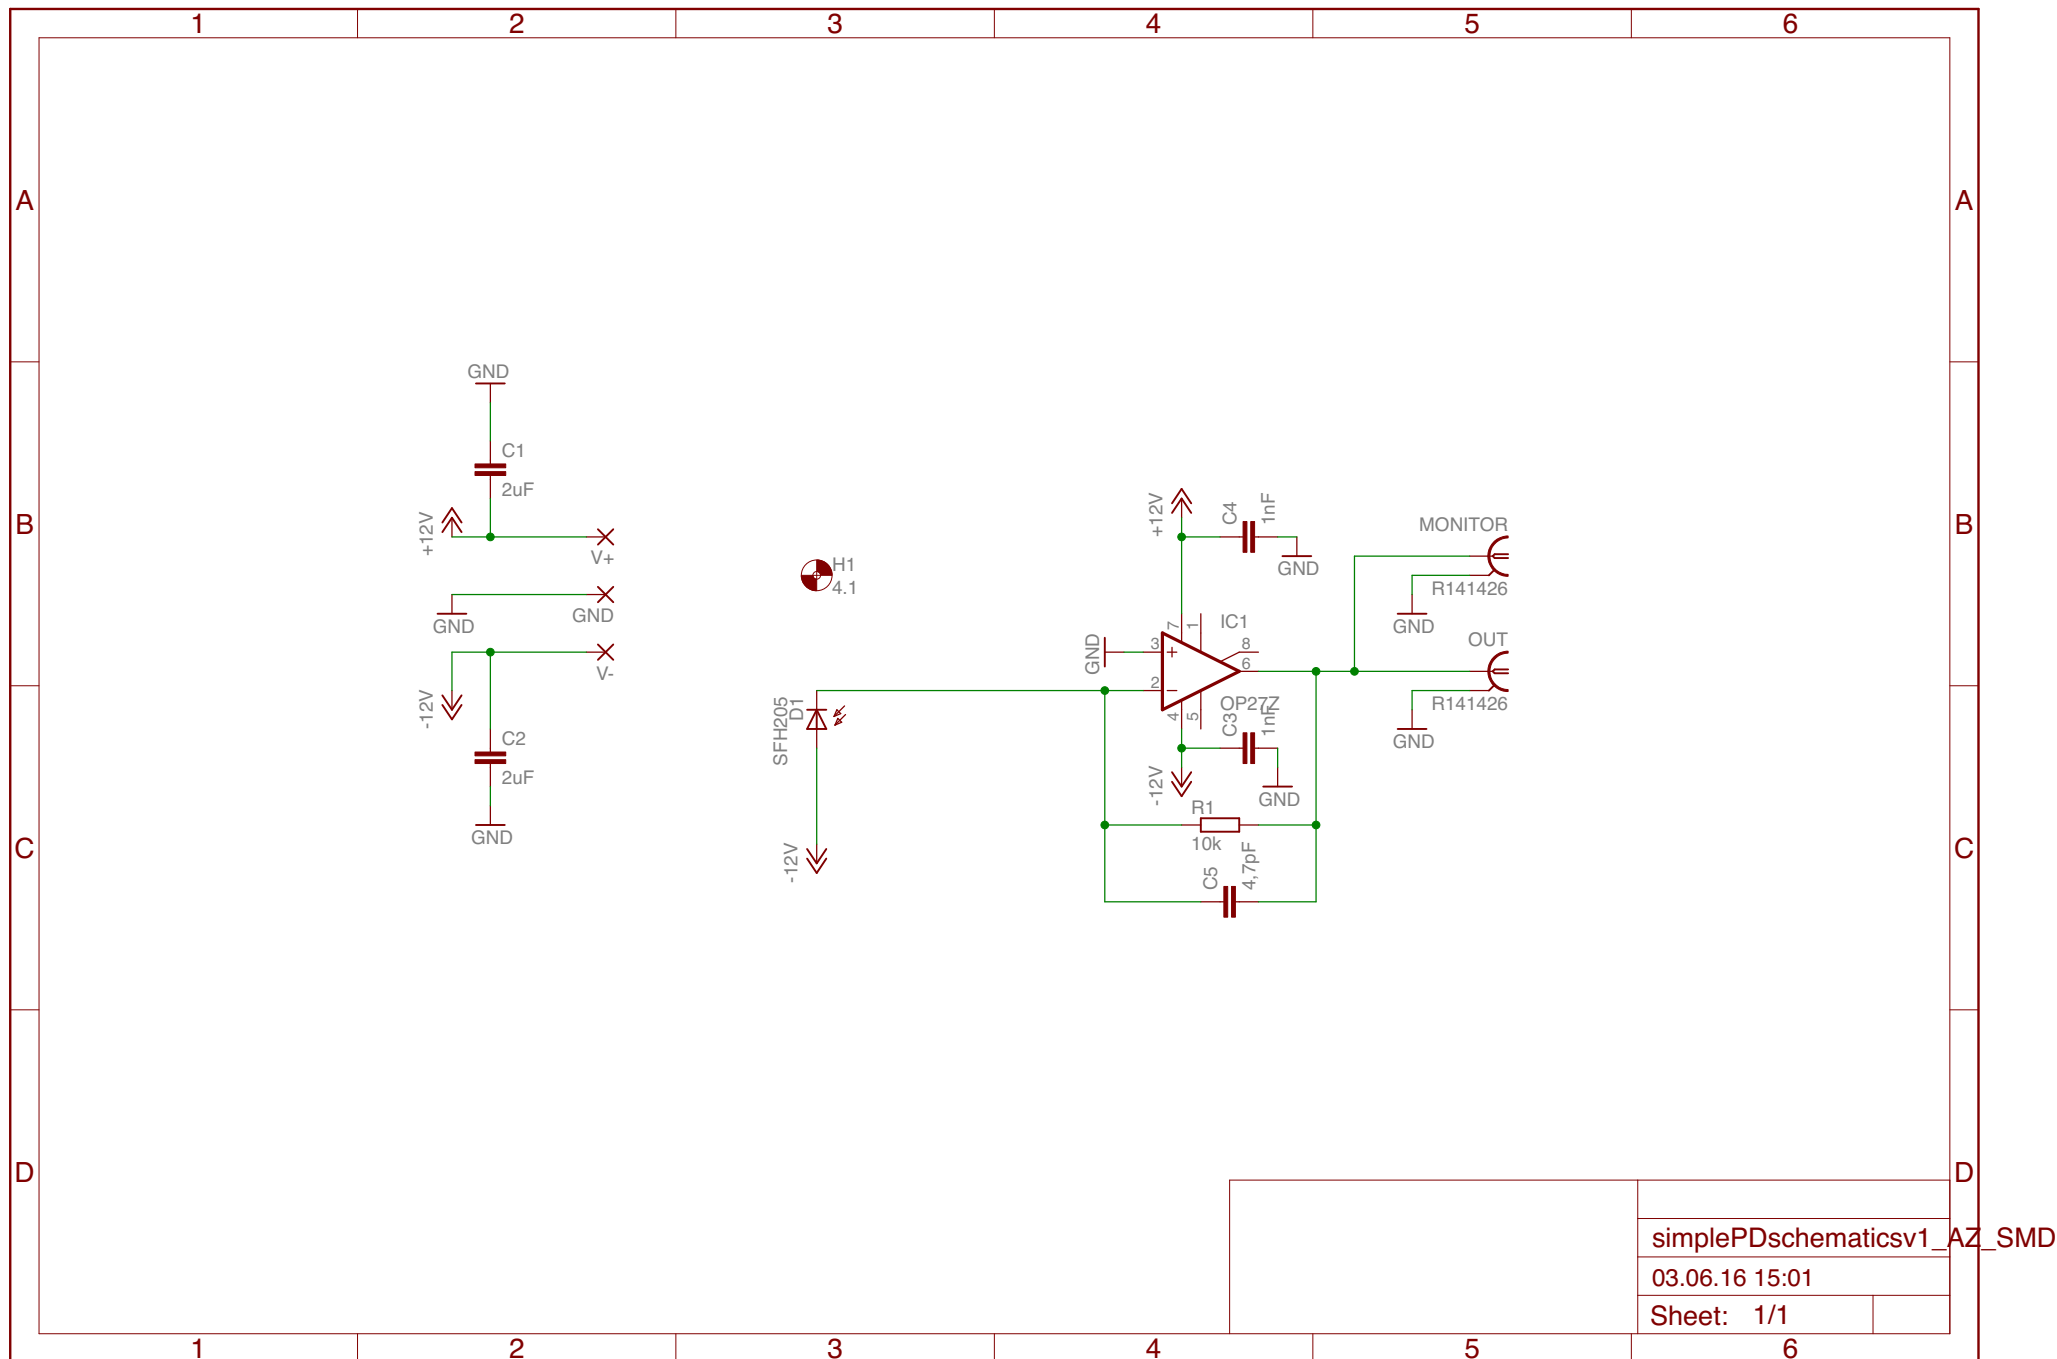 1 2 3 4 5 6
A A
GND
C1
2uF
+12V
V+
GND
GND
-12V
V-
C2
2uF
GND
B B
H1
4.1
SFH205
D1
-12V
+12V
C4
1nF
GND
GND
3
2
7
1
IC1
8
6
4
5
OP27Z
C3
1nF
-12V
GND
R1
10k
C5
4,7pF
MONITOR
R141426
GND
OUT
R141426
GND
C C
D D
simplePDschematicsv1_AZ_SMD
03.06.16 15:01
Sheet: 1/1
1 2 3 4 5 6